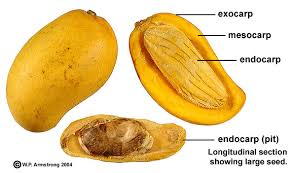 exocarp
mesocarp
endocarp
endocarp (pit)
Longitudinal section
showing large seed.
© W.P. Armstrong 2004